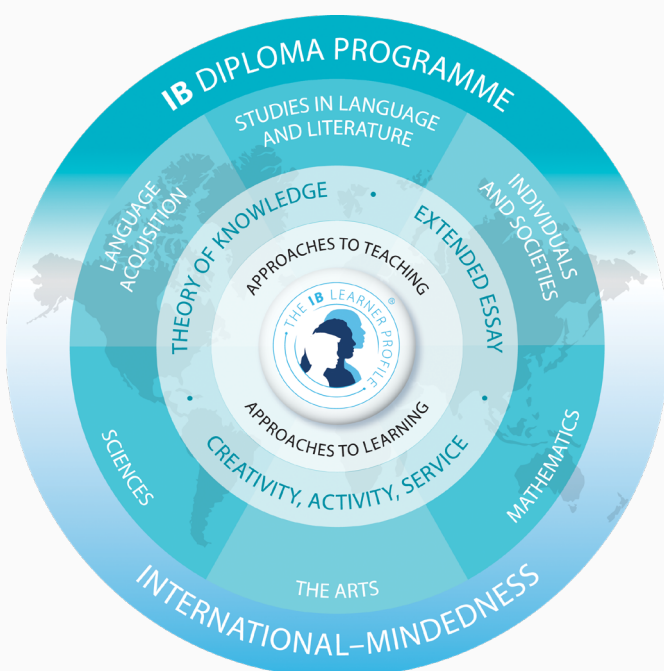 IB DIPLOMA PROGRAMME
STUDIES IN LANGUAGE
AND LITERATURE
LANGUAGE
ACQUISITION
INDIVIDUALS
AND SOCIETIES
THEORY OF KNOWLEDGE
•
EXTENDED ESSAY
APPROACHES TO TEACHING
• THE IB LEARNER PROFILE •
®
APPROACHES TO LEARNING
•
CREATIVITY, ACTIVITY, SERVICE
•
SCIENCES
MATHEMATICS
THE ARTS
INTERNATIONAL–MINDEDNESS